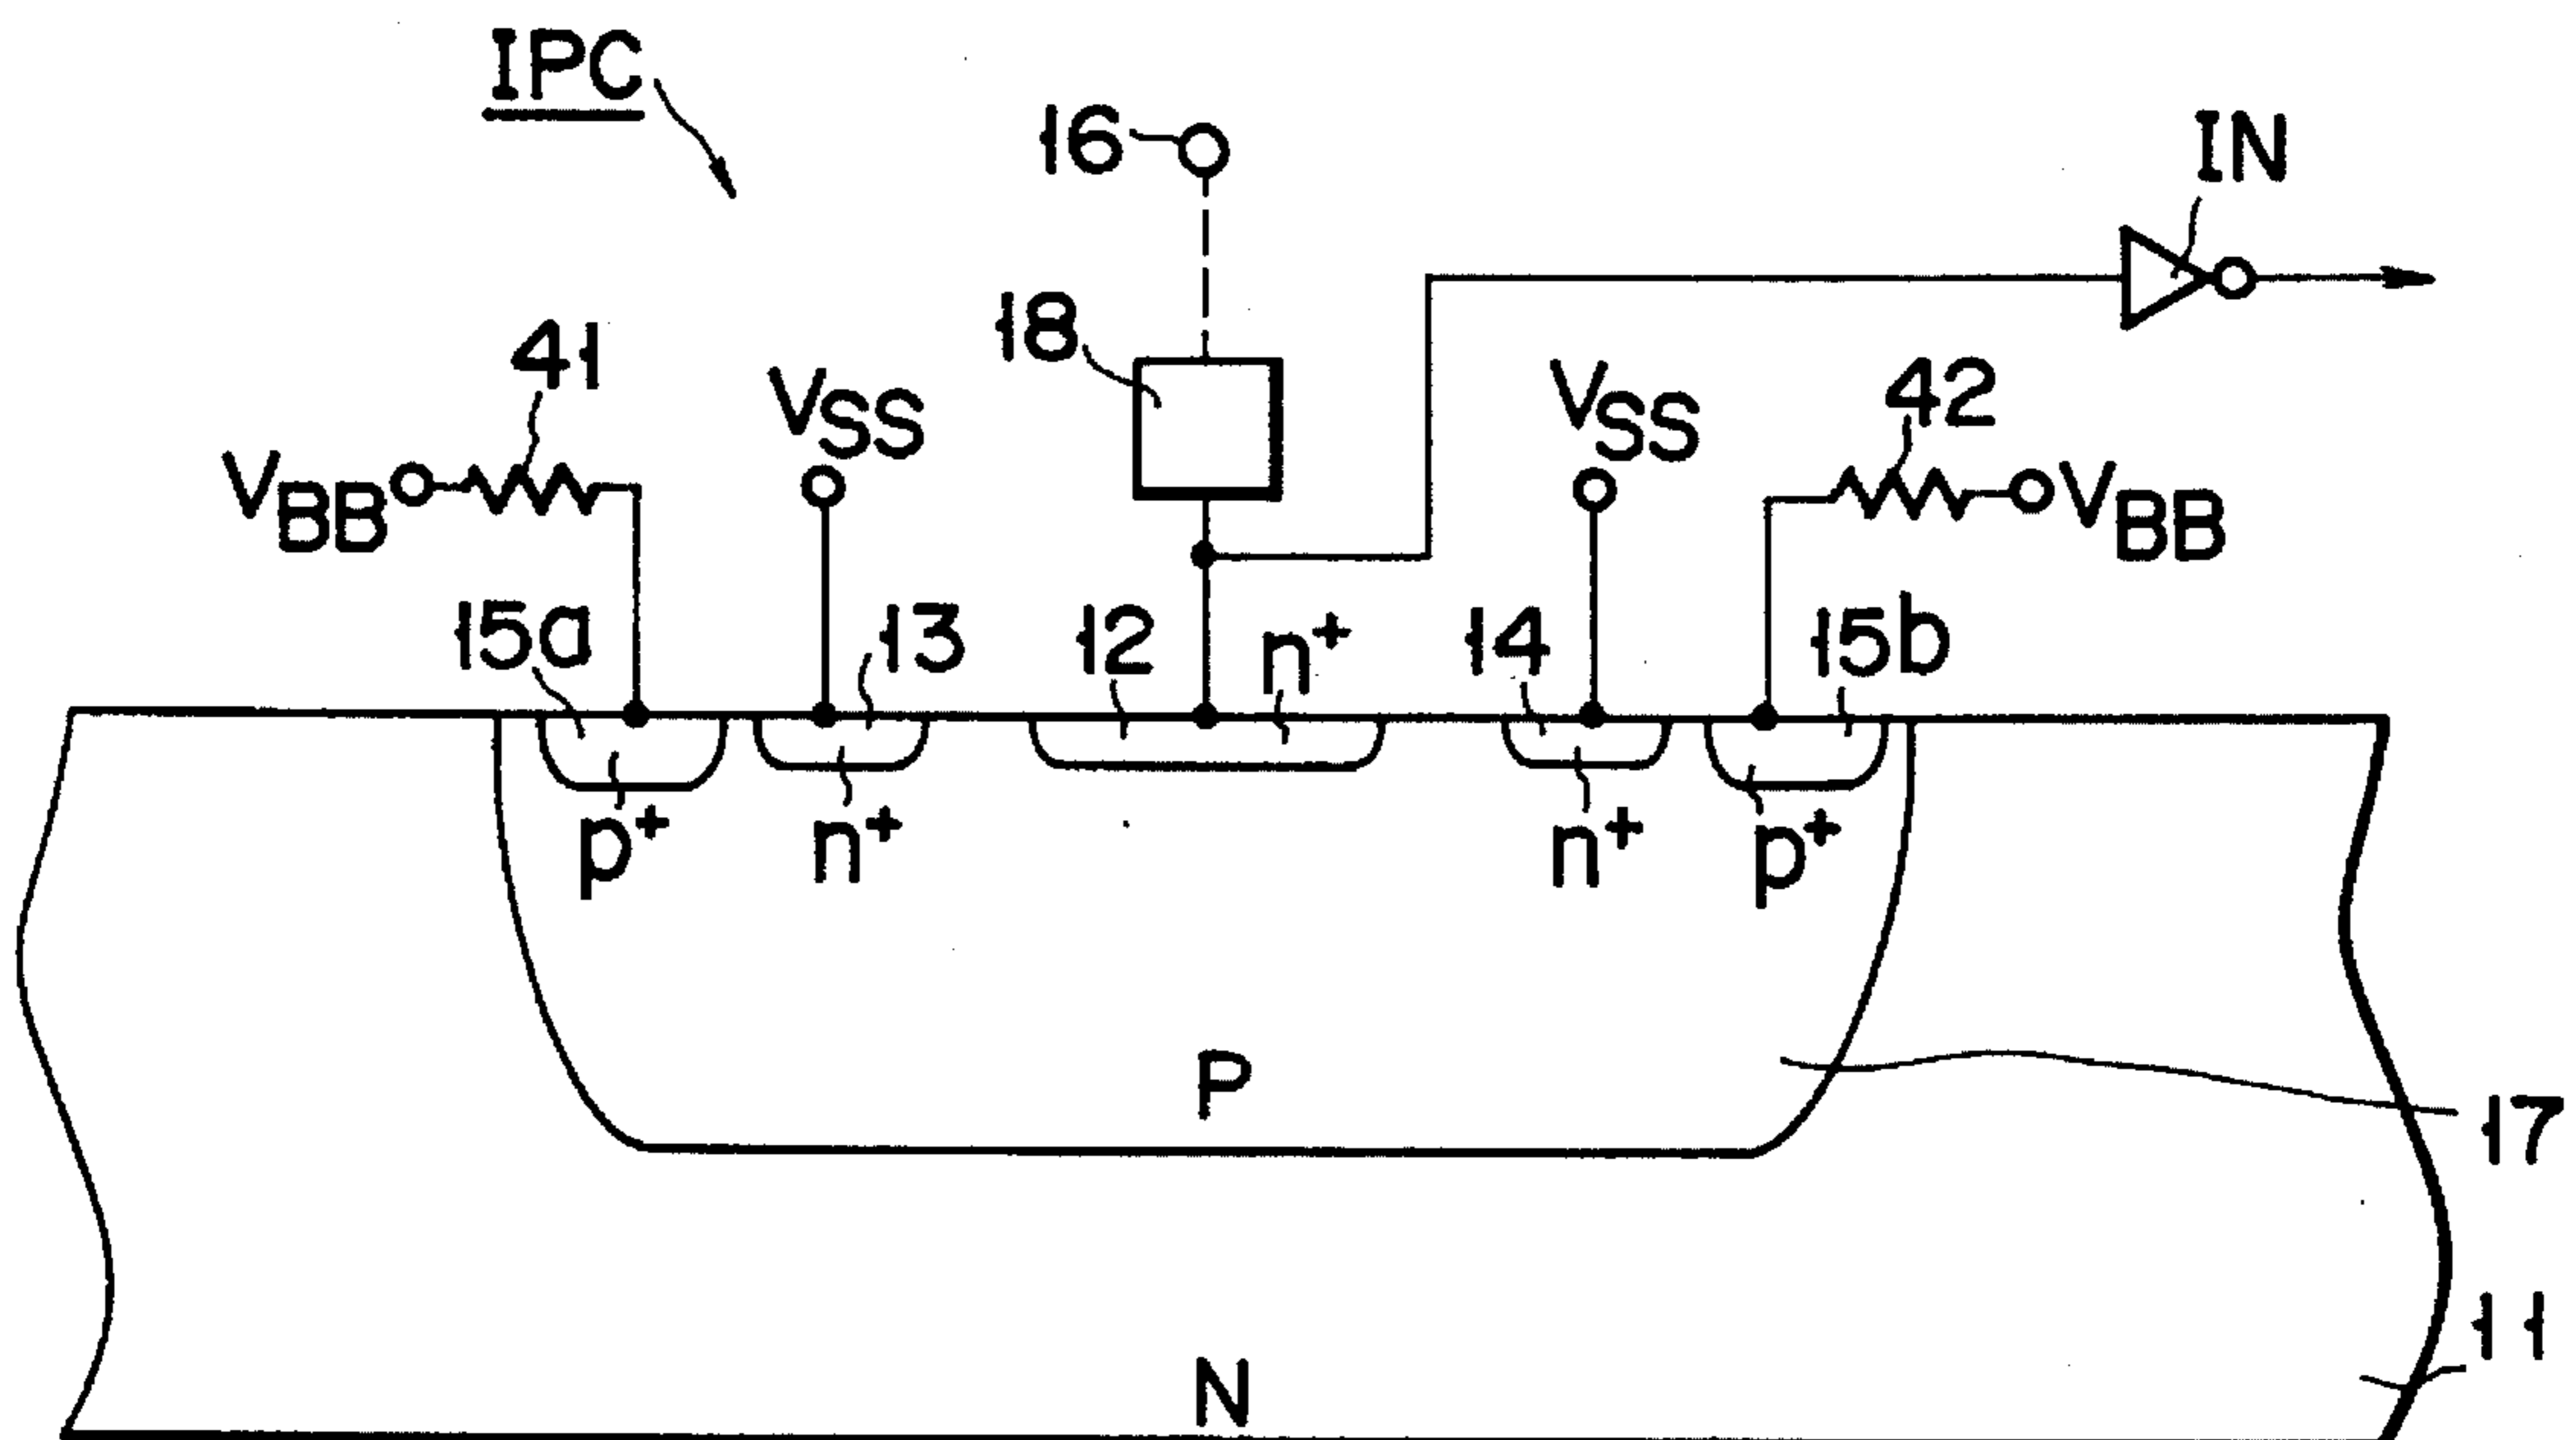 IPC
16
IN
18
41
VSS
VSS
42
VBB
VBB
15a
13
12
n+
14
15b
p+
n+
n+
p+
P
17
11
N